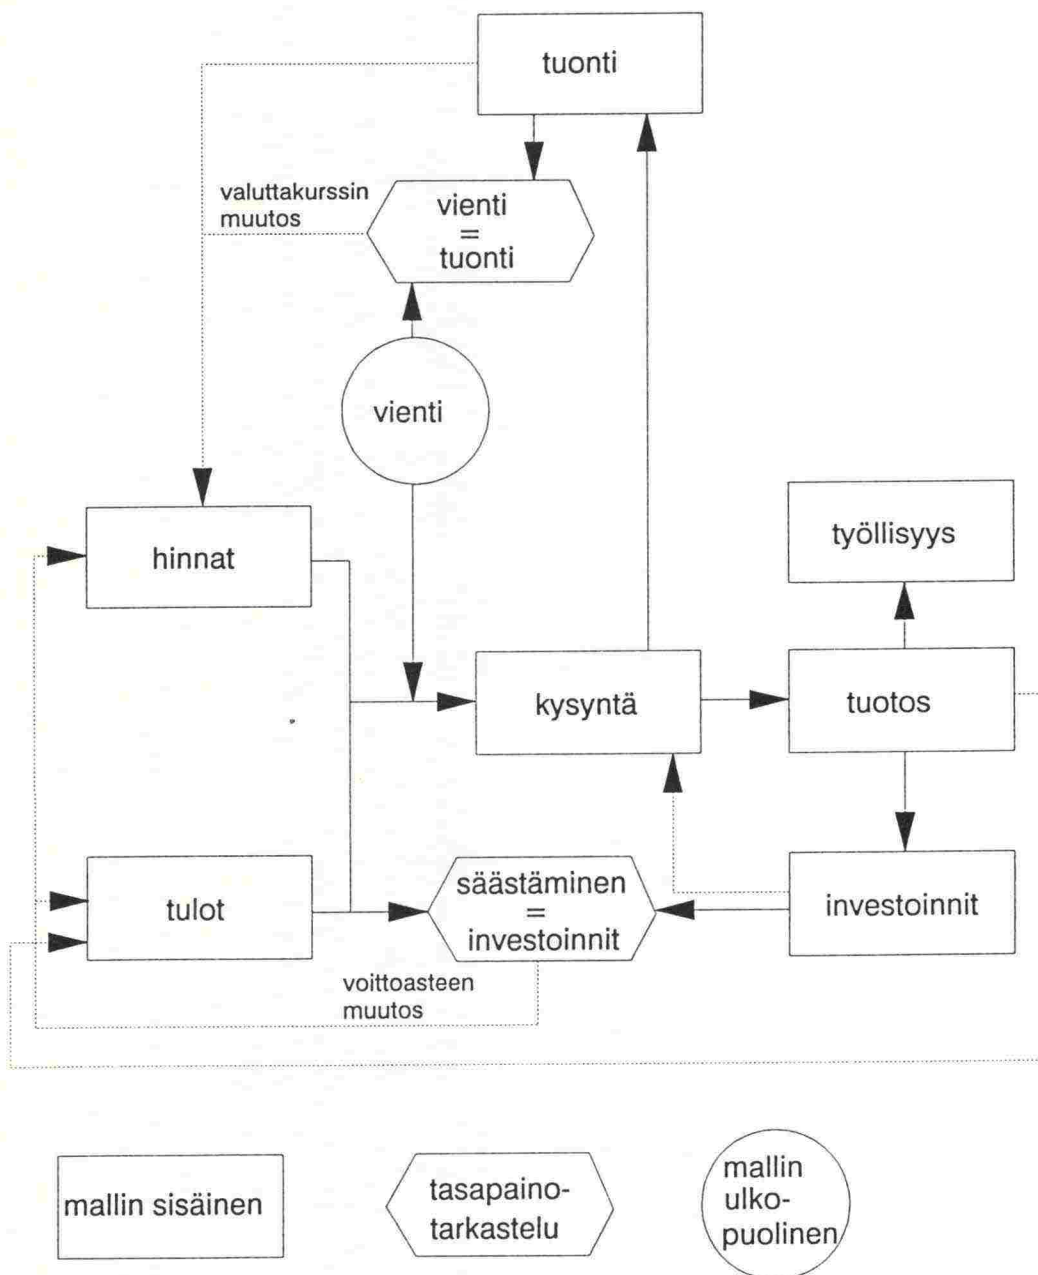 tuonti
valuttakurssin
muutos
vienti
=
tuonti
vienti
hinnat
työllisyys
kysyntä
tuotos
tulot
säästäminen
=
investoinnit
investoinnit
voittoasteen
muutos
mallin sisäinen
tasapaino-
tarkastelu
mallin
ulko-
puolinen